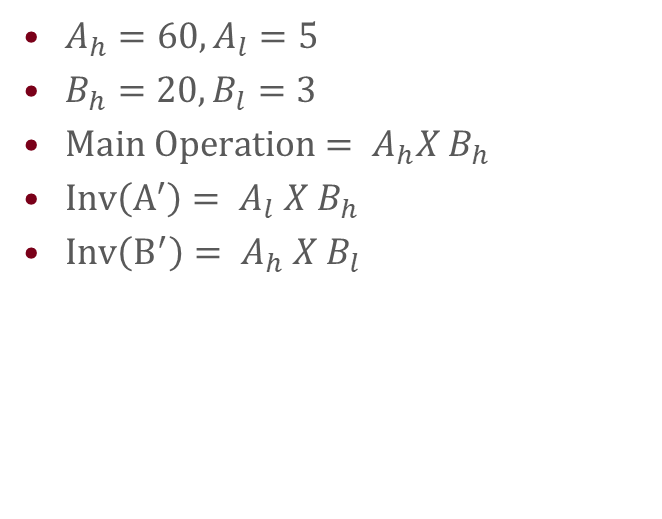 • A_h = 60, A_l = 5
• B_h = 20, B_l = 3
• Main Operation = A_h X B_h
• Inv(A′) = A_l X B_h
• Inv(B′) = A_h X B_l